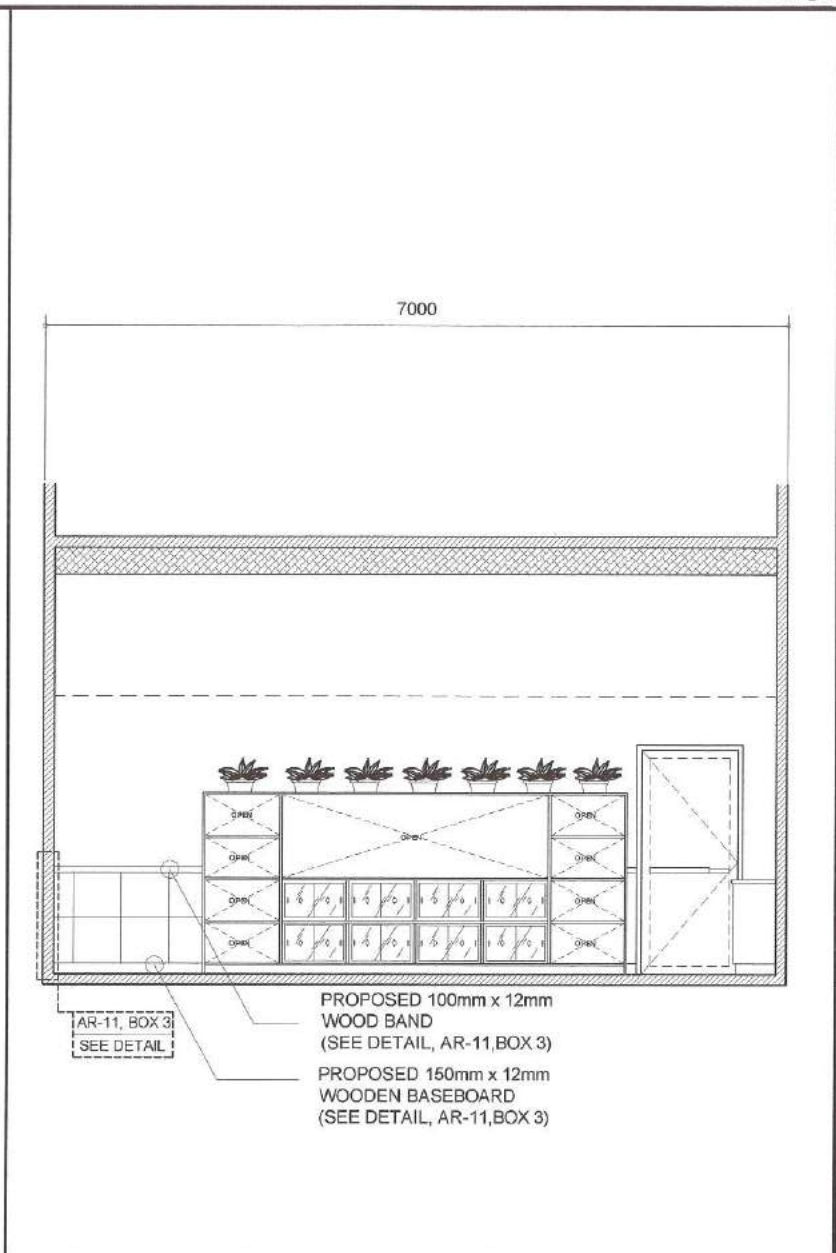 7000
OPEN
OPEN
OPEN
OPEN
OPEN
OPEN
OPEN
OPEN
OPEN
AR-11, BOX 3
SEE DETAIL
PROPOSED 100mm x 12mm
WOOD BAND
(SEE DETAIL, AR-11,BOX 3)
PROPOSED 150mm x 12mm
WOODEN BASEBOARD
(SEE DETAIL, AR-11,BOX 3)